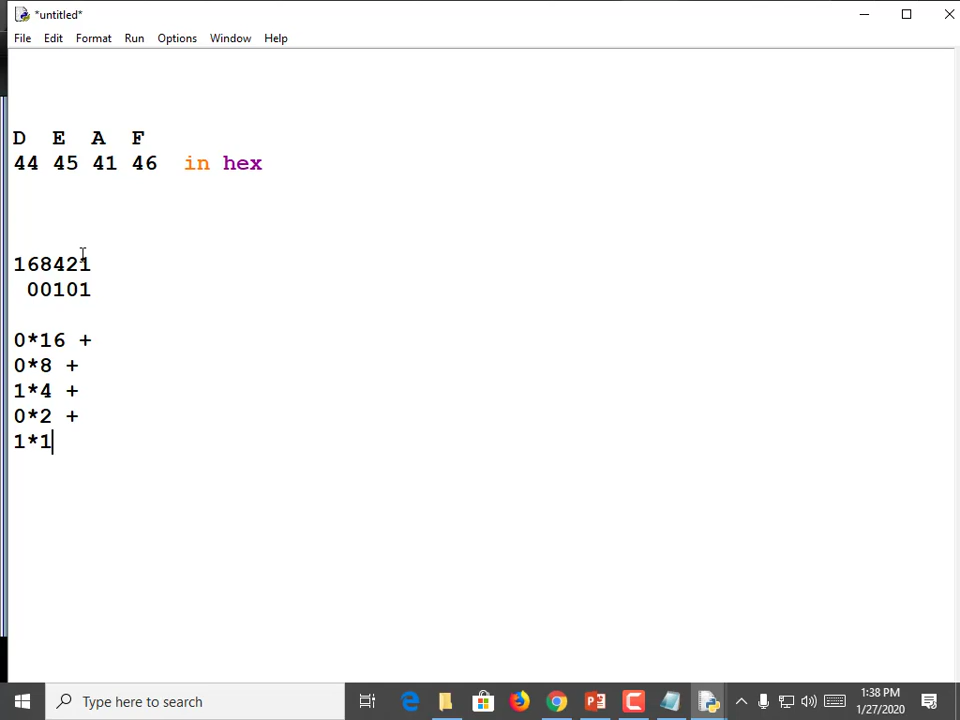 *untitled*
File Edit Format Run Options Window Help
D E A F
44 45 41 46 in hex
168421
00101
0*16 +
0*8 +
1*4 +
0*2 +
1*1
Type here to search
1:38 PM
1/27/2020